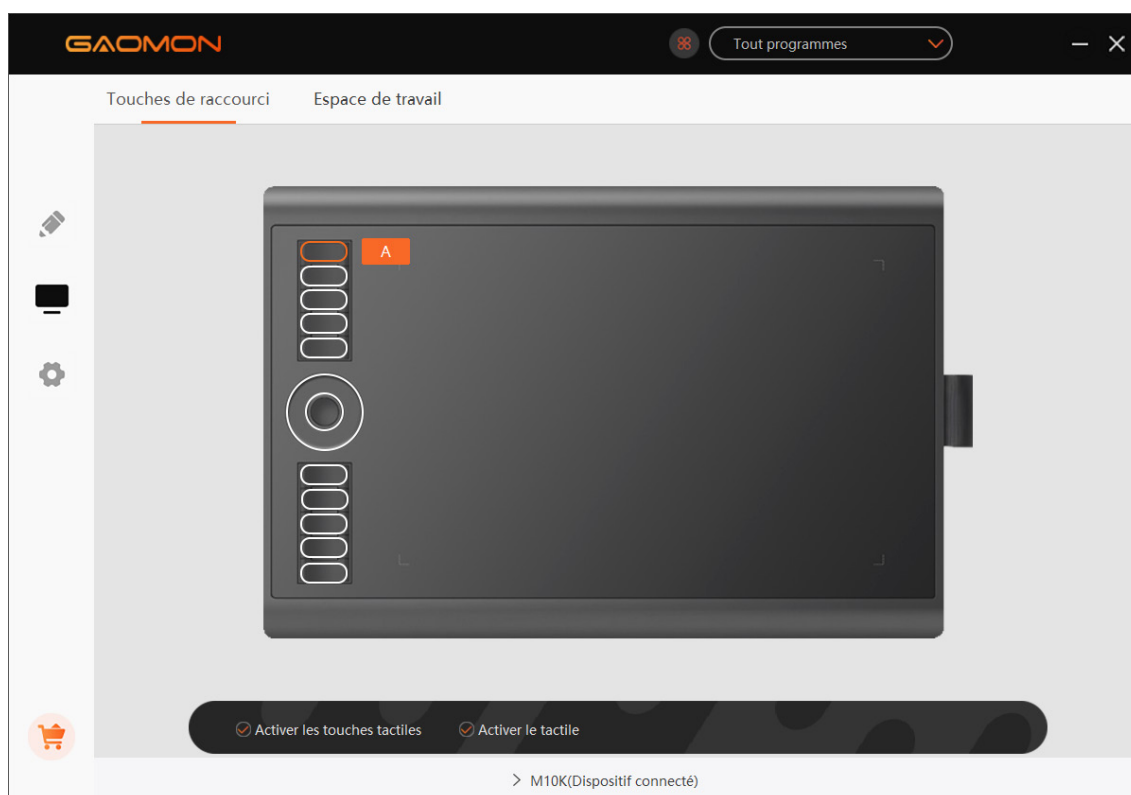 GAOMON
Tout programmes
Touches de raccourci
Espace de travail
A
Activer les touches tactiles
Activer le tactile
M10K(Dispositif connecté)